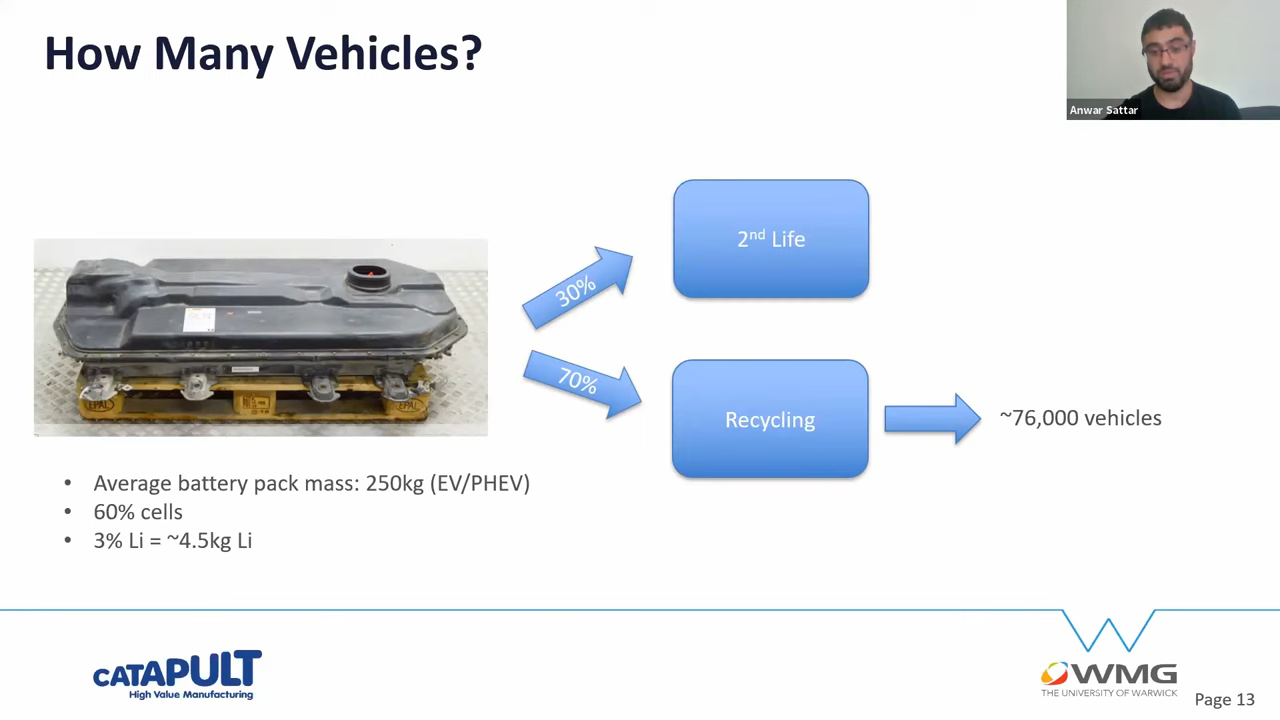 How Many Vehicles?
Anwar Sattar
2nd Life
30%
70%
Recycling
~76,000 vehicles
• Average battery pack mass: 250kg (EV/PHEV)
• 60% cells
• 3% Li = ~4.5kg Li
CATAPULT
High Value Manufacturing
WMG
THE UNIVERSITY OF WARWICK
Page 13